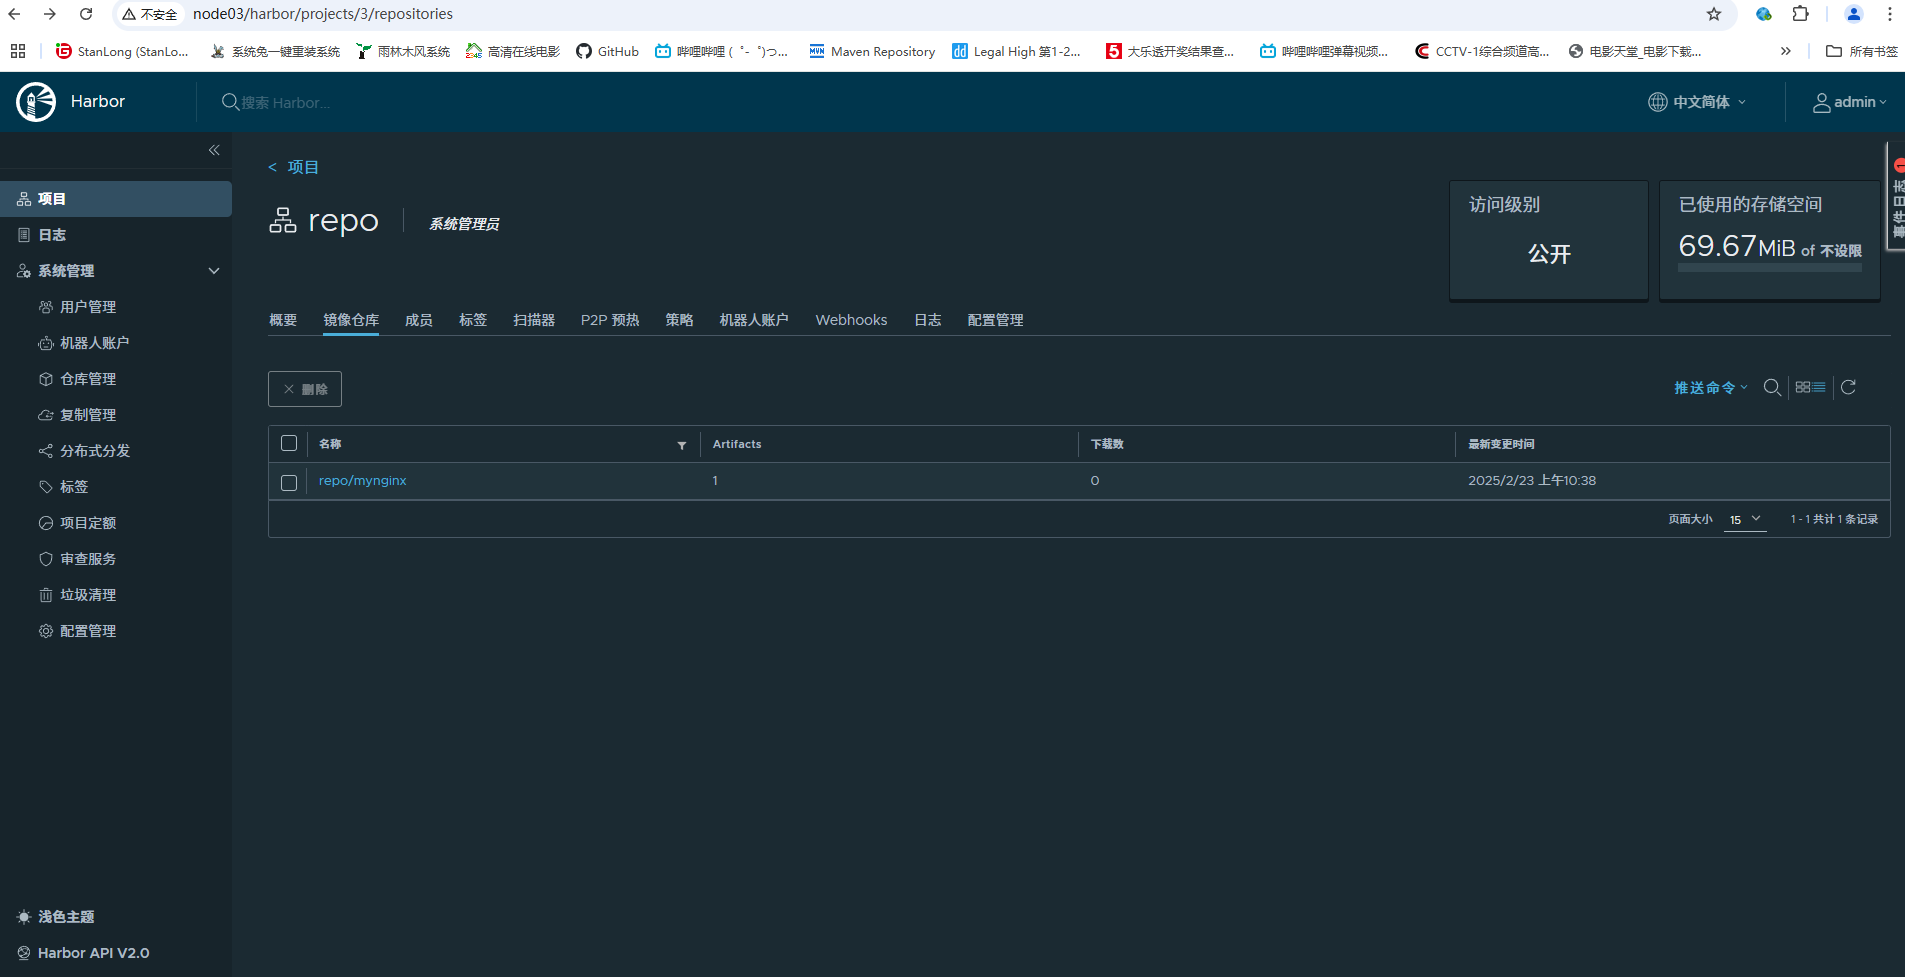 不安全 node03/harbor/projects/3/repositories
StanLong (StanLo... 系统兔一键重装系统 雨林木风系统 高清在线电影 GitHub 哔哩哔哩 ( ゜- ゜)つ... Maven Repository Legal High 第1-2... 大乐透开奖结果查... 哔哩哔哩弹幕视频... CCTV-1综合频道高... 电影天堂_电影下载... » 所有书签
Harbor 搜索 Harbor... 中文简体 admin
< 项目
项目
日志
系统管理
用户管理
机器人账户
仓库管理
复制管理
分布式分发
标签
项目定额
审查服务
垃圾清理
配置管理
浅色主题
Harbor API V2.0
repo 系统管理员
访问级别
公开
已使用的存储空间
69.67MiB of 不设限
1
事件日志
概要 镜像仓库 成员 标签 扫描器 P2P 预热 策略 机器人账户 Webhooks 日志 配置管理
× 删除 推送命令
名称 Artifacts 下载数 最新变更时间
repo/mynginx 1 0 2025/2/23 上午10:38
页面大小 15 1 - 1 共计 1 条记录